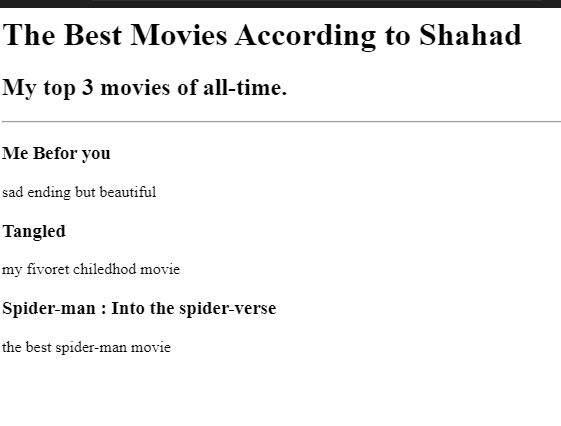 The Best Movies According to Shahad
My top 3 movies of all-time.
Me Befor you
sad ending but beautiful
Tangled
my fivoret chiledhod movie
Spider-man : Into the spider-verse
the best spider-man movie